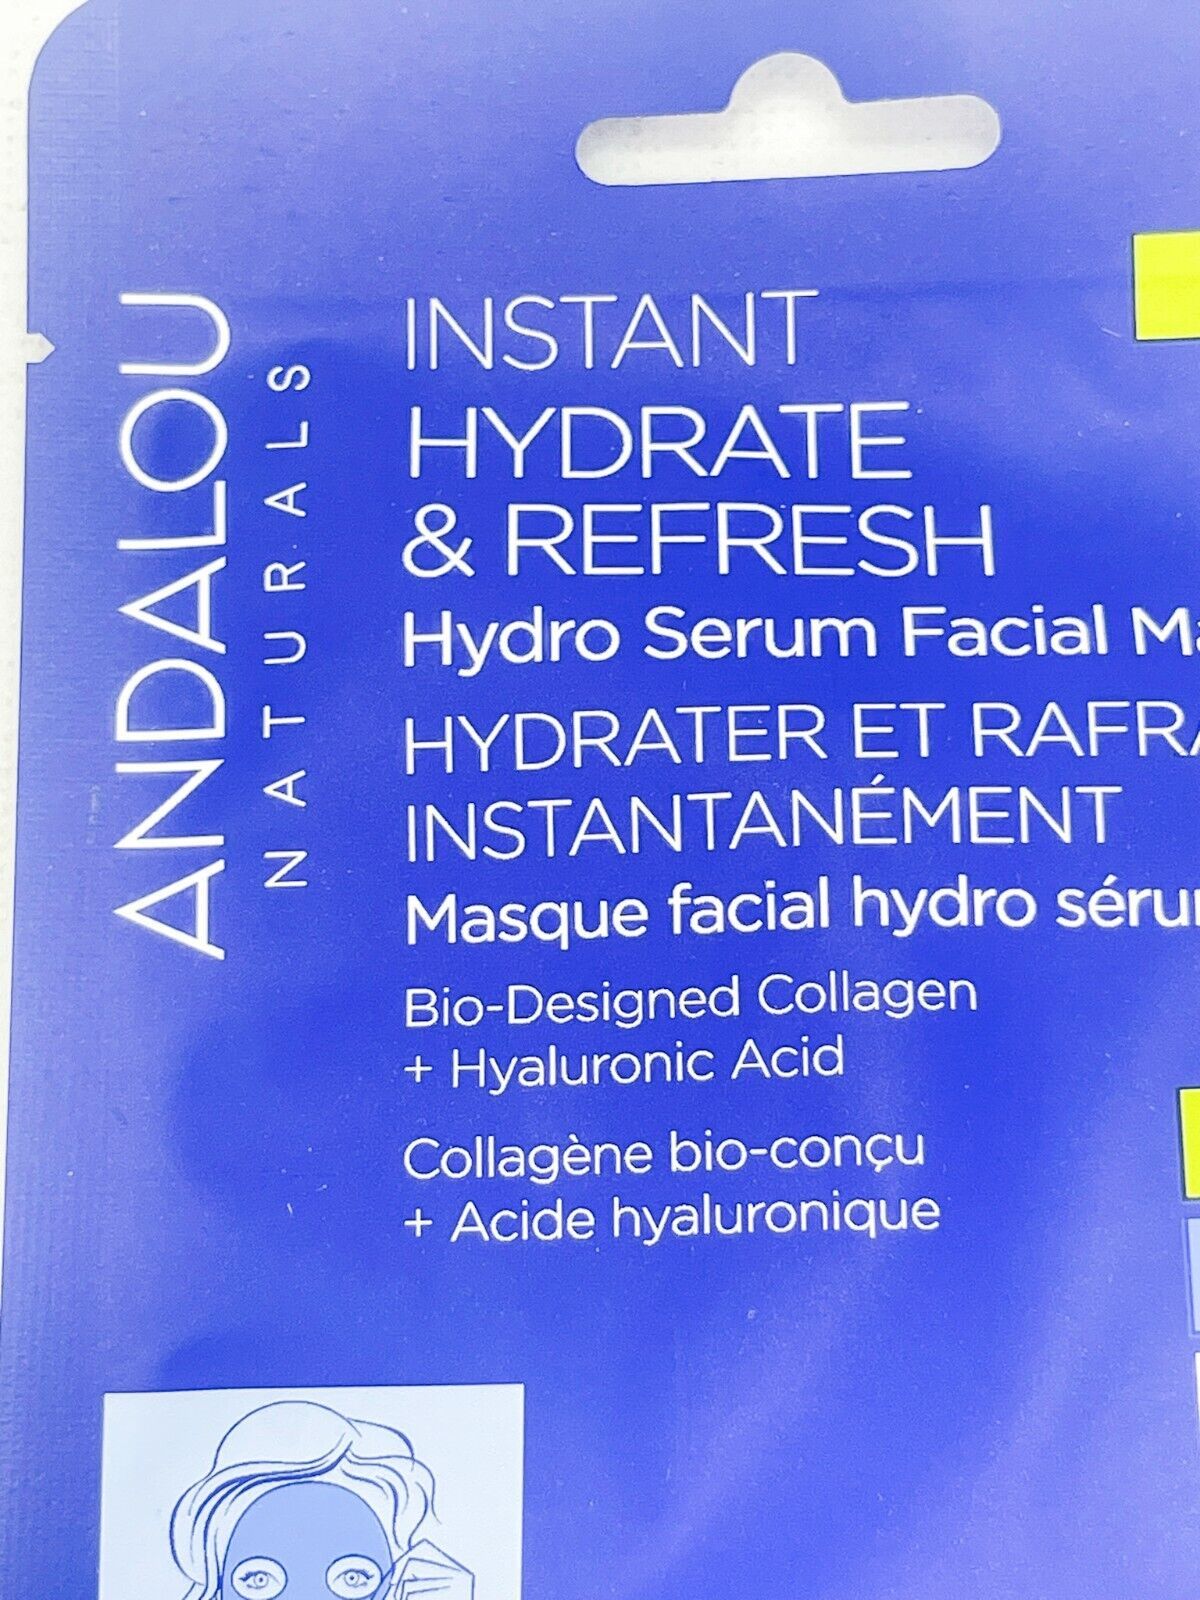 ANDALOU
NATURALS
INSTANT
HYDRATE
& REFRESH
Hydro Serum Facial
HYDRATER ET
INSTANTANÉMENT
Masque facial hydro
Bio-Designed Collagen
+ Hyaluronic Acid
Collagène bio-conçu
+ Acide hyaluronique